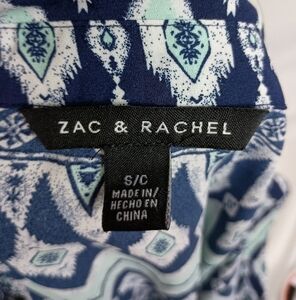 ZAC & RACHEL
S/C
MADE IN/
HECHO EN
CHINA